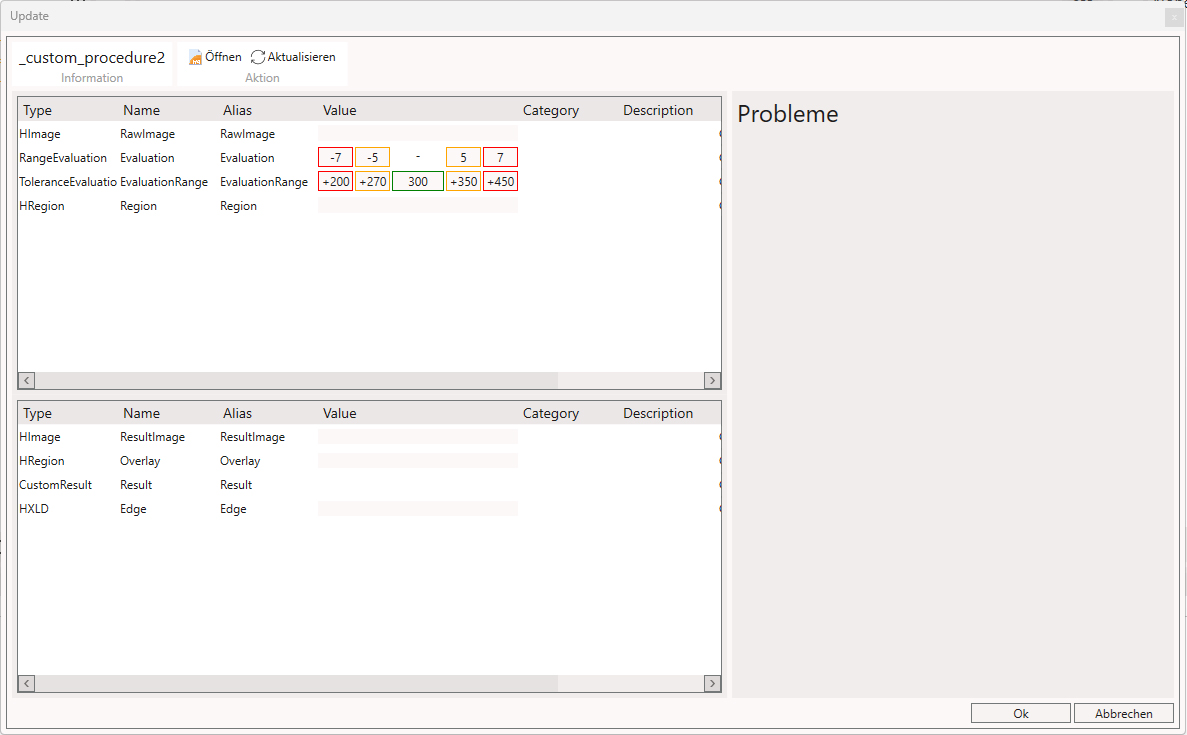 Update
_custom_procedure2
Information
Öffnen Aktualisieren
Aktion
Type Name Alias Value Category Description
HImage RawImage RawImage
RangeEvaluation Evaluation Evaluation -7 -5 - 5 7
ToleranceEvaluatio EvaluationRange EvaluationRange +200 +270 300 +350 +450
HRegion Region Region
Type Name Alias Value Category Description
HImage ResultImage ResultImage
HRegion Overlay Overlay
CustomResult Result Result
HXLD Edge Edge
Probleme
Ok Abbrechen